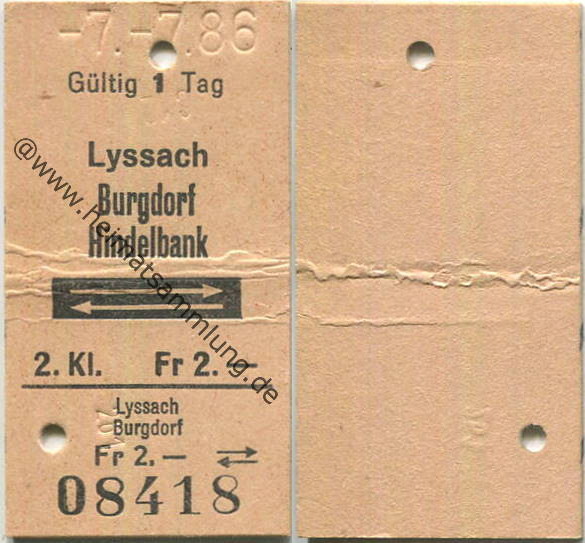 -7.-7.86
Gültig 1 Tag
Lyssach
Burgdorf
Hindelbank
2. Kl. Fr 2.—
Lyssach
Burgdorf
Fr 2.— ⇄
08418
@www.heimatsammlung.de